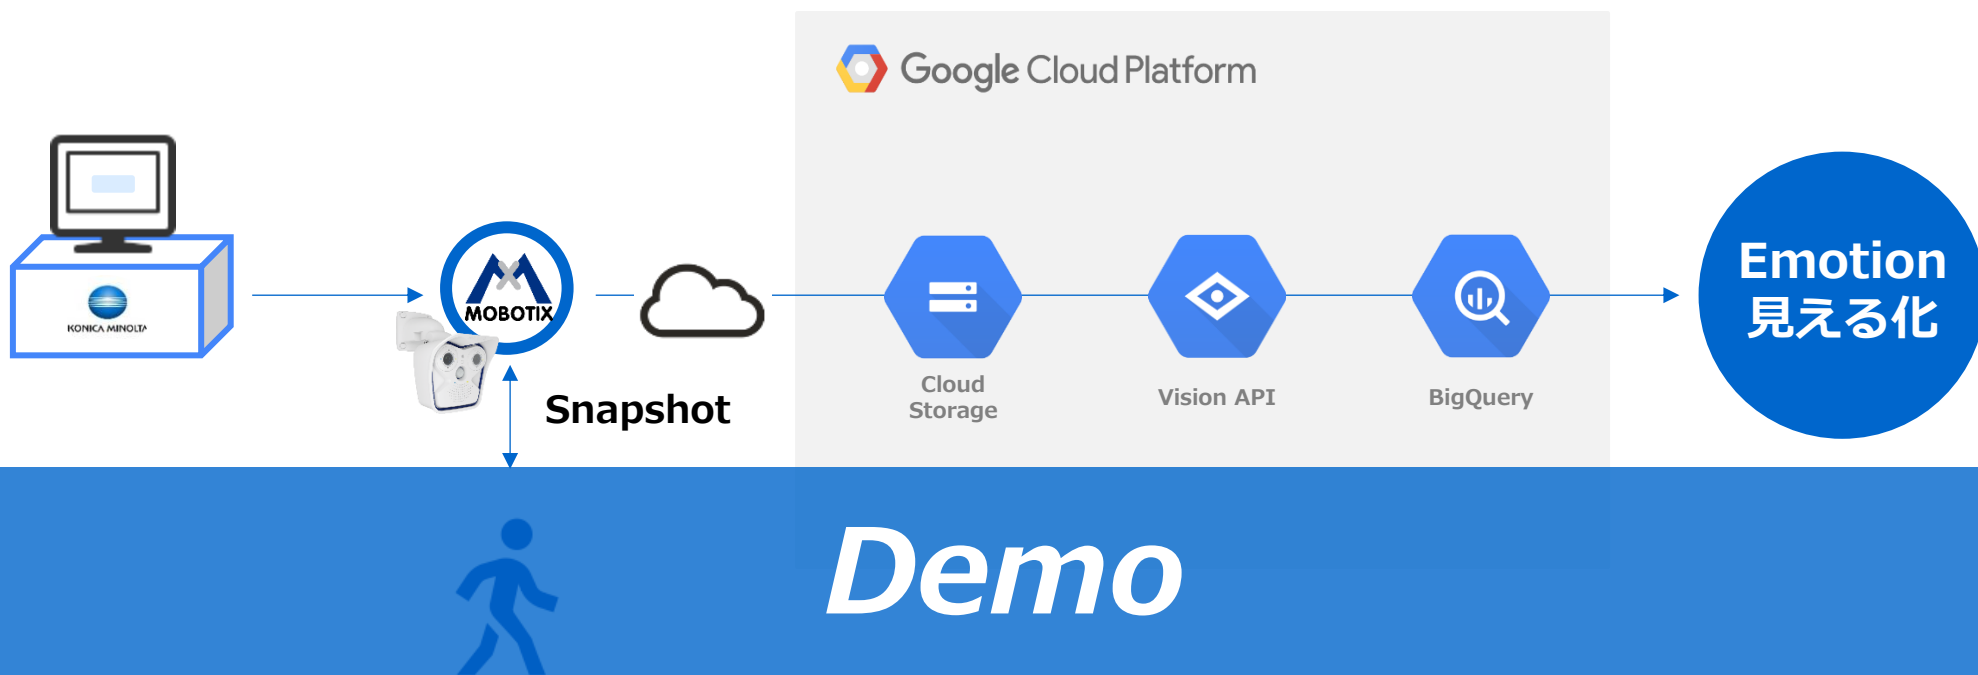 Google Cloud Platform
KONICA MINOLTA
MOBOTIX
Snapshot
Cloud
Storage
Vision API
BigQuery
Emotion
見える化
Demo